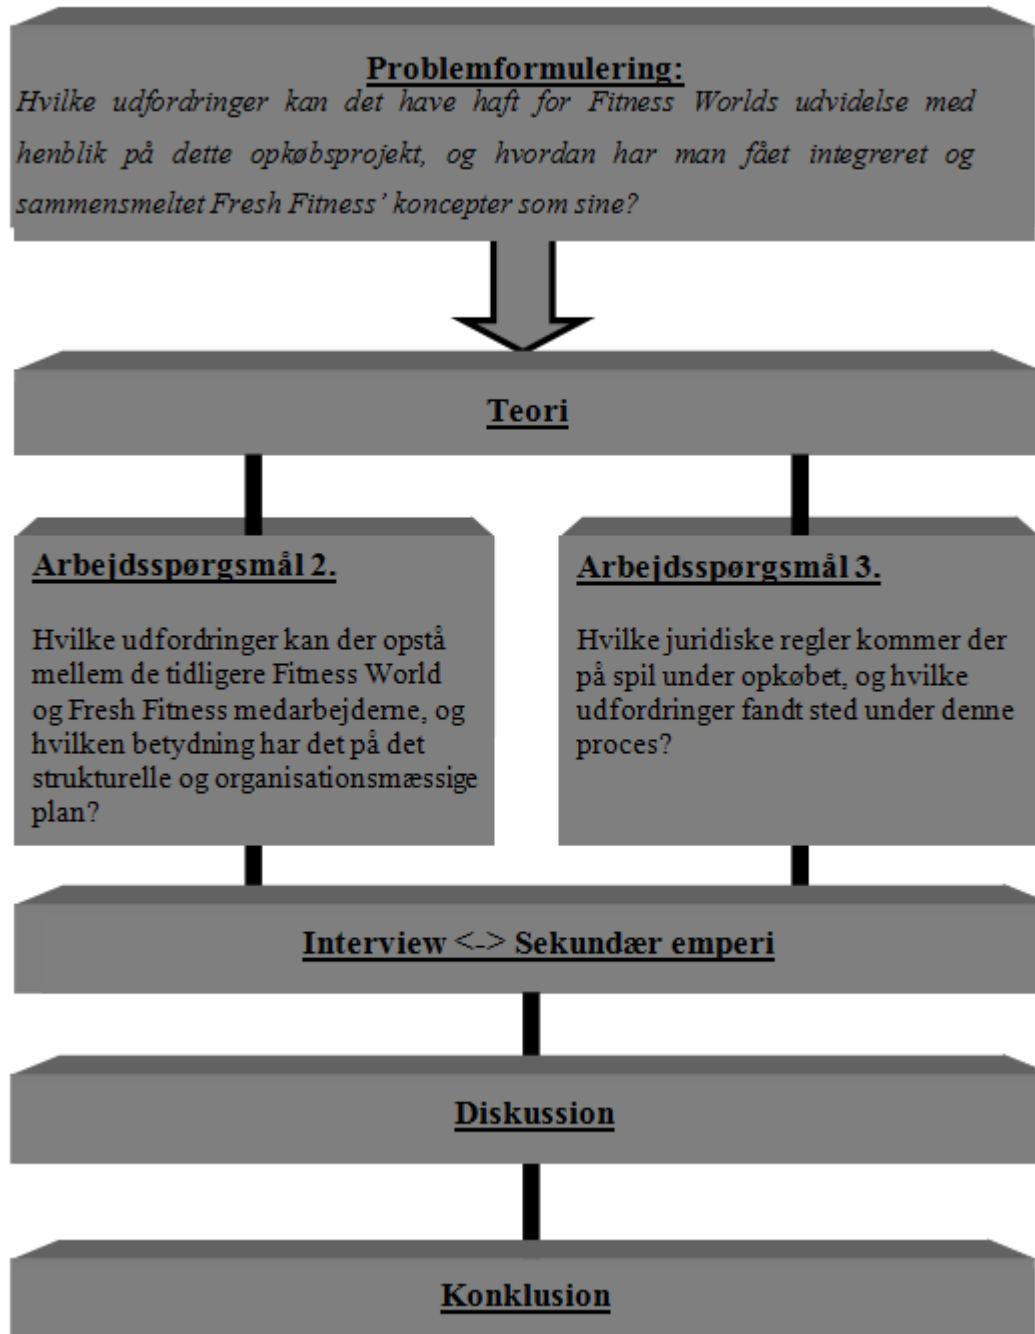 Problemformulering:
Hvilke udfordringer kan det have haft for Fitness Worlds udvidelse med
henblik på dette opkøbsprojekt, og hvordan har man fået integreret og
sammensmeltet Fresh Fitness’ koncepter som sine?
Teori
Arbejdsspørgsmål 2.
Hvilke udfordringer kan der opstå
mellem de tidligere Fitness World
og Fresh Fitness medarbejderne, og
hvilken betydning har det på det
strukturelle og organisationsmæssige
plan?
Arbejdsspørgsmål 3.
Hvilke juridiske regler kommer der
på spil under opkøbet, og hvilke
udfordringer fandt sted under denne
proces?
Interview <-> Sekundær emperi
Diskussion
Konklusion